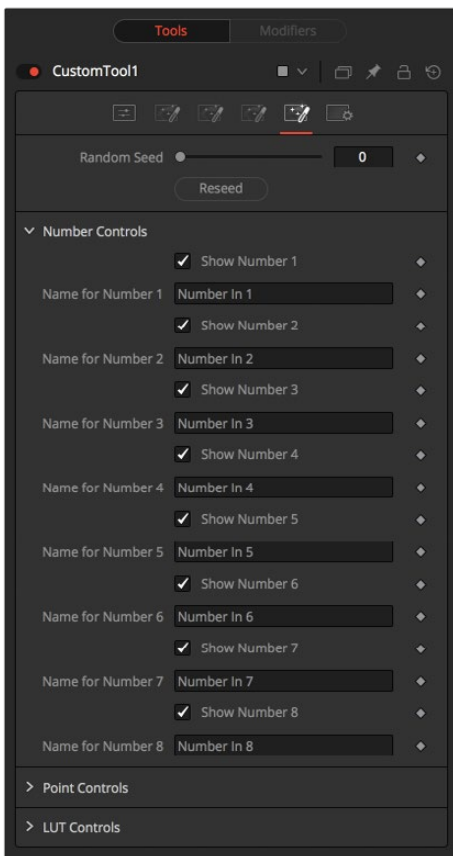 Tools Modifiers
CustomTool1
Random Seed 0
Reseed
Number Controls
Show Number 1
Name for Number 1 Number In 1
Show Number 2
Name for Number 2 Number In 2
Show Number 3
Name for Number 3 Number In 3
Show Number 4
Name for Number 4 Number In 4
Show Number 5
Name for Number 5 Number In 5
Show Number 6
Name for Number 6 Number In 6
Show Number 7
Name for Number 7 Number In 7
Show Number 8
Name for Number 8 Number In 8
Point Controls
LUT Controls